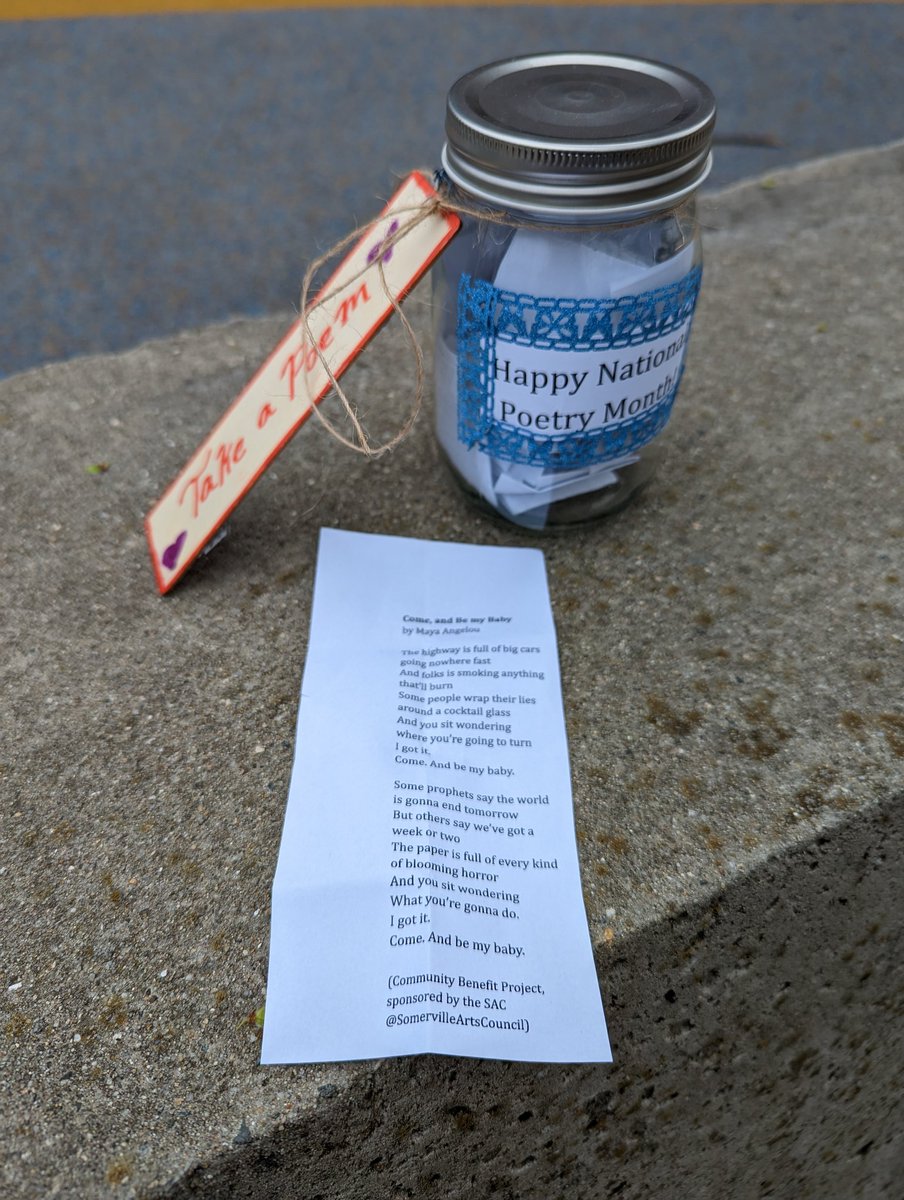 Take a Poem
Happy National
Poetry Month!
Come, and Be my Baby
by Maya Angelou
The highway is full of big cars
going nowhere fast
And folks is smoking anything
that'll burn
Some people wrap their lies
around a cocktail glass
And you sit wondering
where you're going to turn
I got it.
Come. And be my baby.
Some prophets say the world
is gonna end tomorrow
But others say we've got a
week or two
The paper is full of every kind
of blooming horror
And you sit wondering
What you're gonna do.
I got it.
Come. And be my baby.
(Community Benefit Project,
sponsored by the SAC
@SomervilleArtsCouncil)